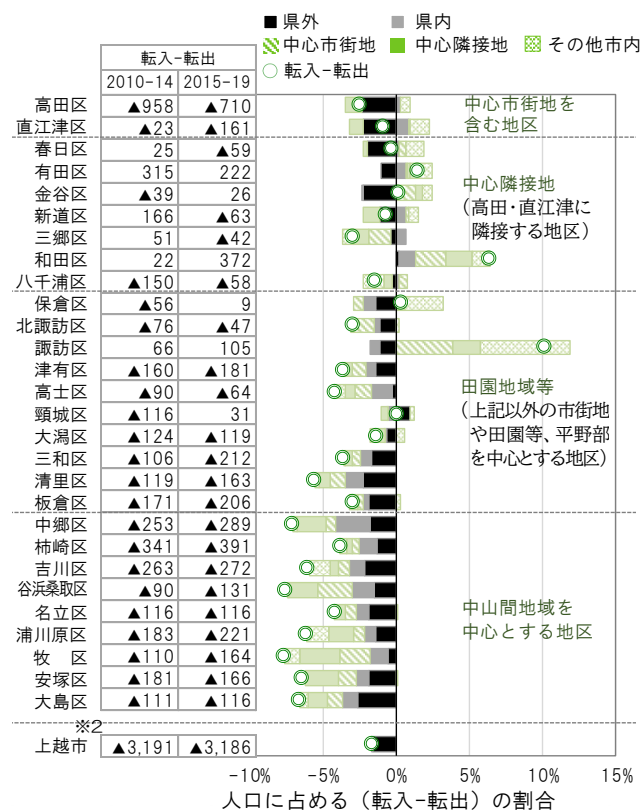 県外 県内
中心市街地 中心隣接地 その他市内
転入-転出
転入-転出
2010-14 2015-19
高田区 ▲958 ▲710
直江津区 ▲23 ▲161
中心市街地を
含む地区
春日区 25 ▲59
有田区 315 222
金谷区 ▲39 26
新道区 166 ▲63
三郷区 51 ▲42
和田区 22 372
八千浦区 ▲150 ▲58
中心隣接地
(高田・直江津に
隣接する地区)
保倉区 ▲56 9
北諏訪区 ▲76 ▲47
諏訪区 66 105
津有区 ▲160 ▲181
高士区 ▲90 ▲64
頸城区 ▲116 31
大潟区 ▲124 ▲119
三和区 ▲106 ▲212
清里区 ▲119 ▲163
板倉区 ▲171 ▲206
田園地域等
(上記以外の市街地
や田園等、平野部
を中心とする地区)
中郷区 ▲253 ▲289
柿崎区 ▲341 ▲391
吉川区 ▲263 ▲272
谷浜桑取区 ▲90 ▲131
名立区 ▲116 ▲116
浦川原区 ▲183 ▲221
牧 区 ▲110 ▲164
安塚区 ▲181 ▲166
大島区 ▲111 ▲116
中山間地域を
中心とする地区
※2
上越市 ▲3,191 ▲3,186
-10% -5% 0% 5% 10% 15%
人口に占める(転入-転出)の割合